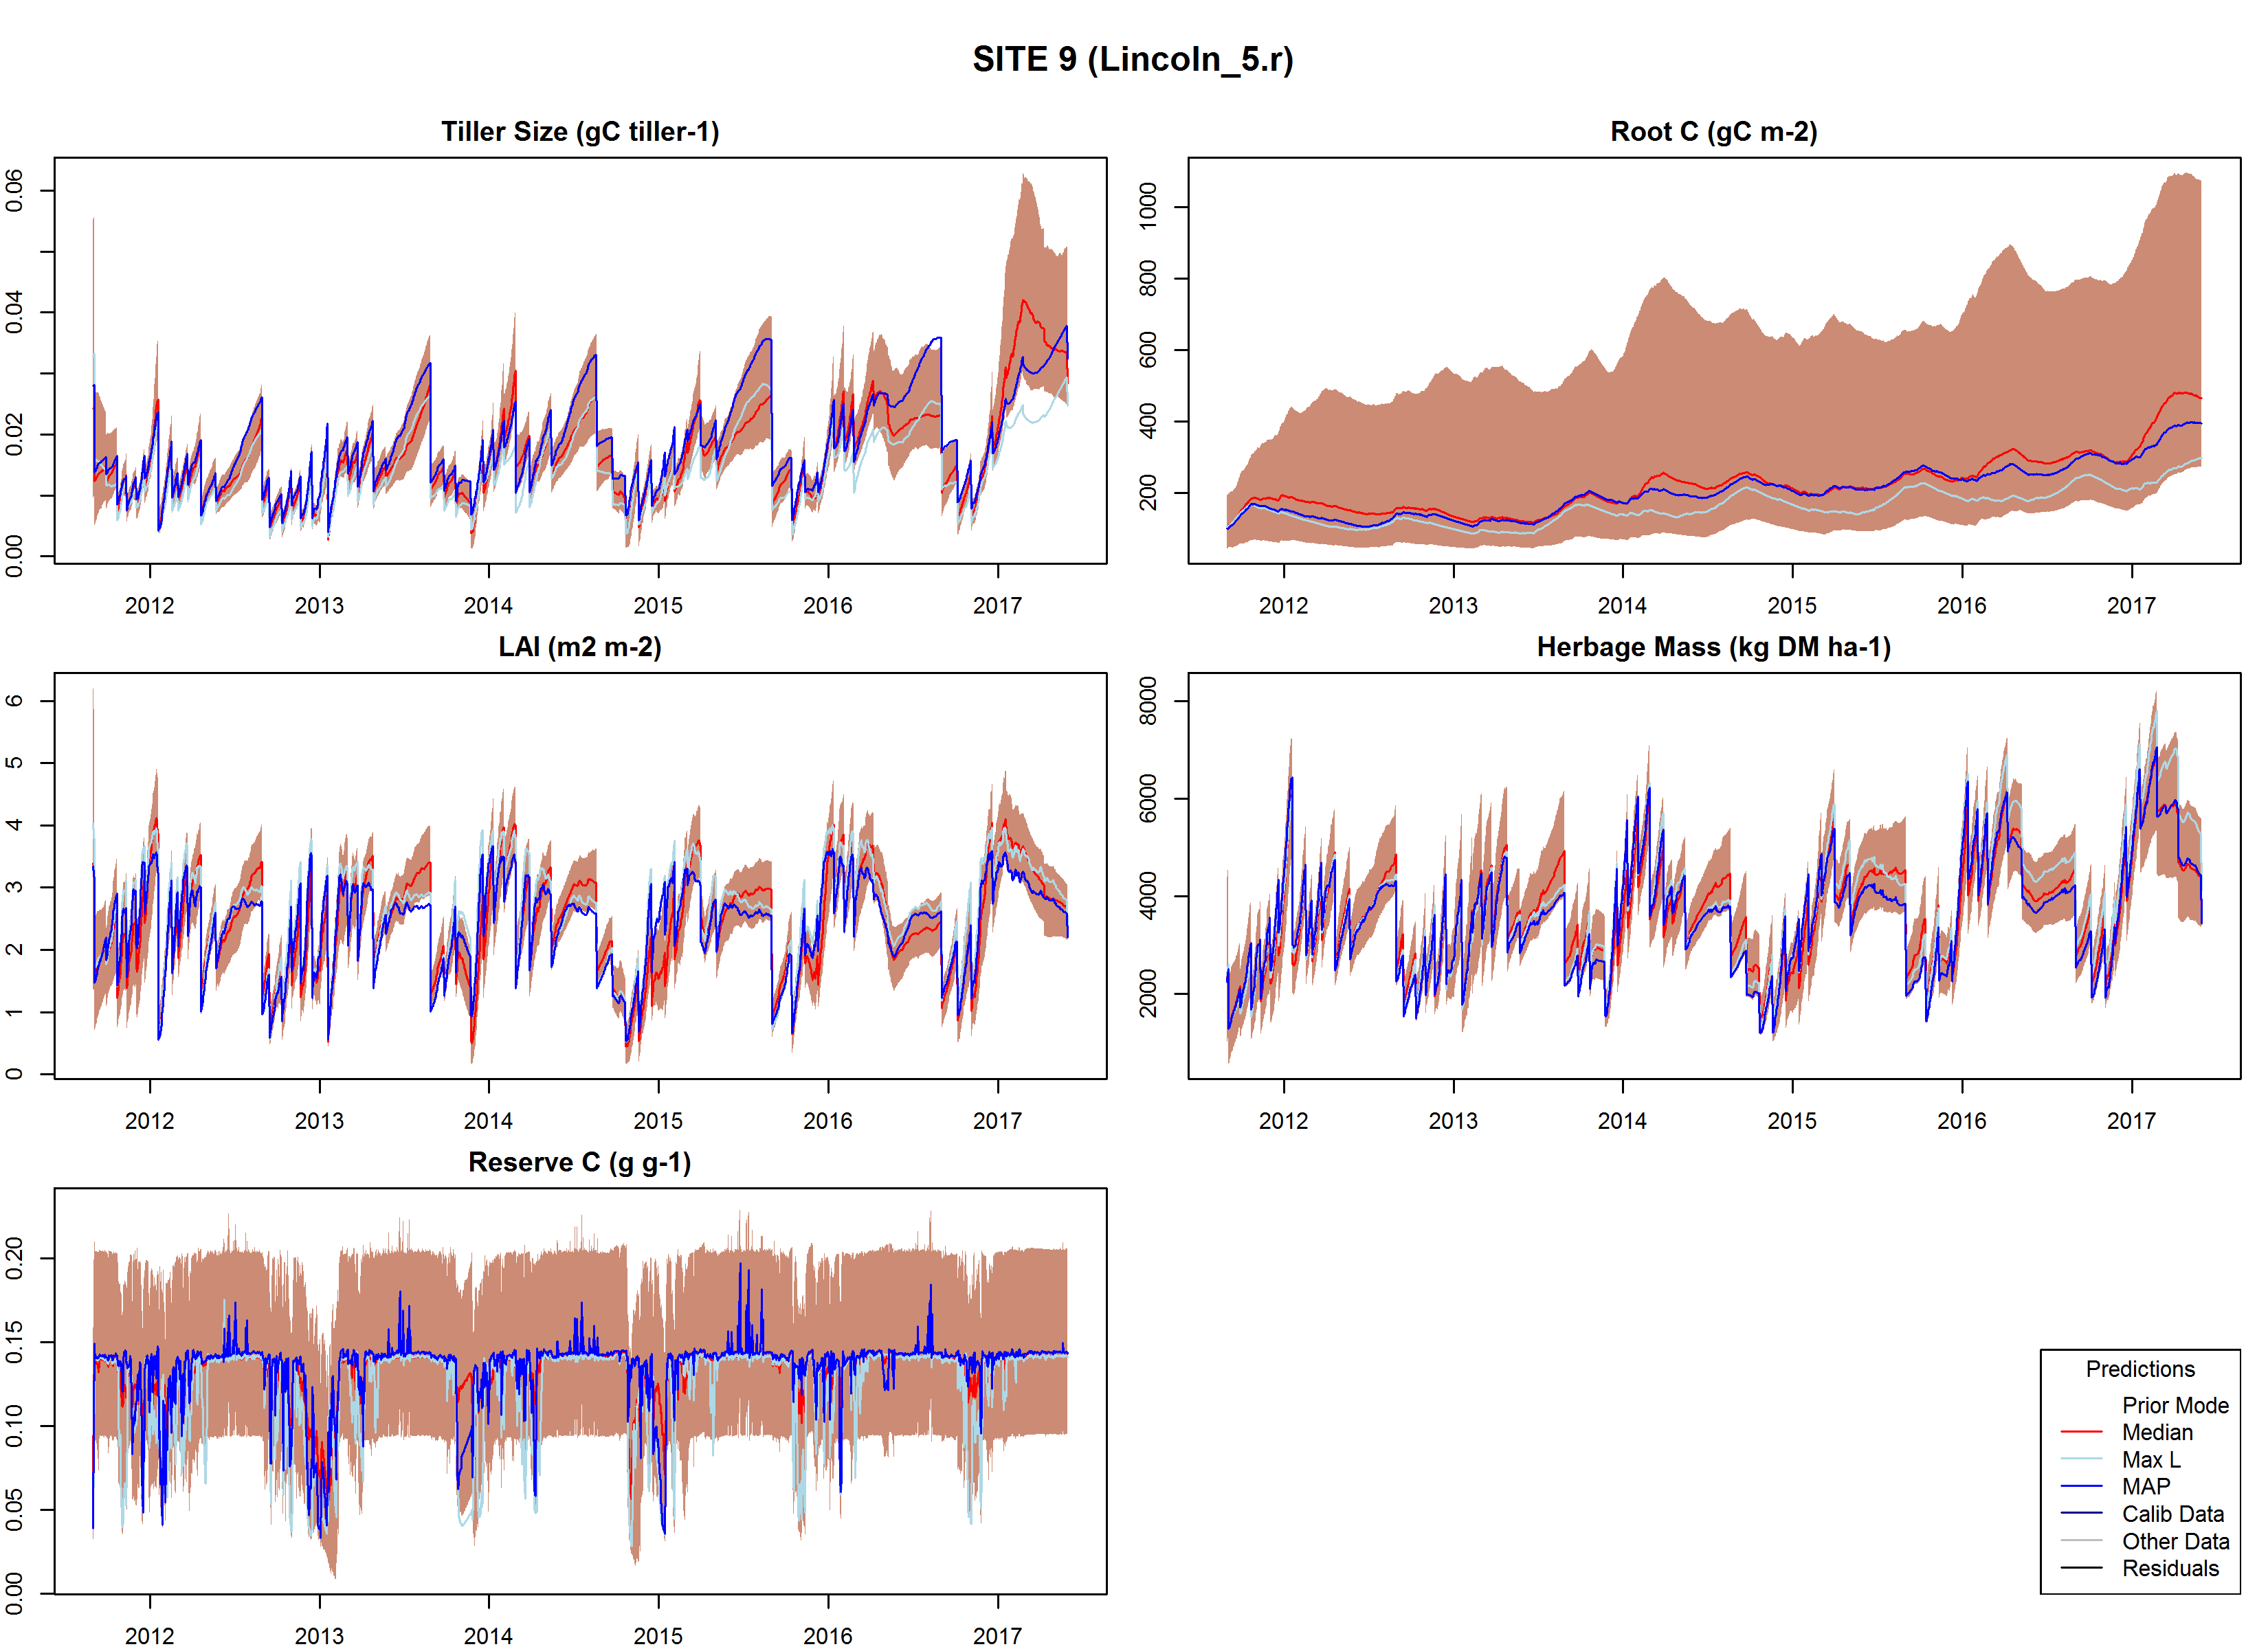 SITE 9 (Lincoln_5.r)
Tiller Size (gC tiller-1)
0.00 0.02 0.04 0.06
2012 2013 2014 2015 2016 2017
Root C (gC m-2)
200 400 600 800 1000
2012 2013 2014 2015 2016 2017
LAI (m2 m-2)
0 1 2 3 4 5 6
2012 2013 2014 2015 2016 2017
Herbage Mass (kg DM ha-1)
2000 4000 6000 8000
2012 2013 2014 2015 2016 2017
Reserve C (g g-1)
0.00 0.05 0.10 0.15 0.20
2012 2013 2014 2015 2016 2017
Predictions
Prior Mode
Median
Max L
MAP
Calib Data
Other Data
Residuals